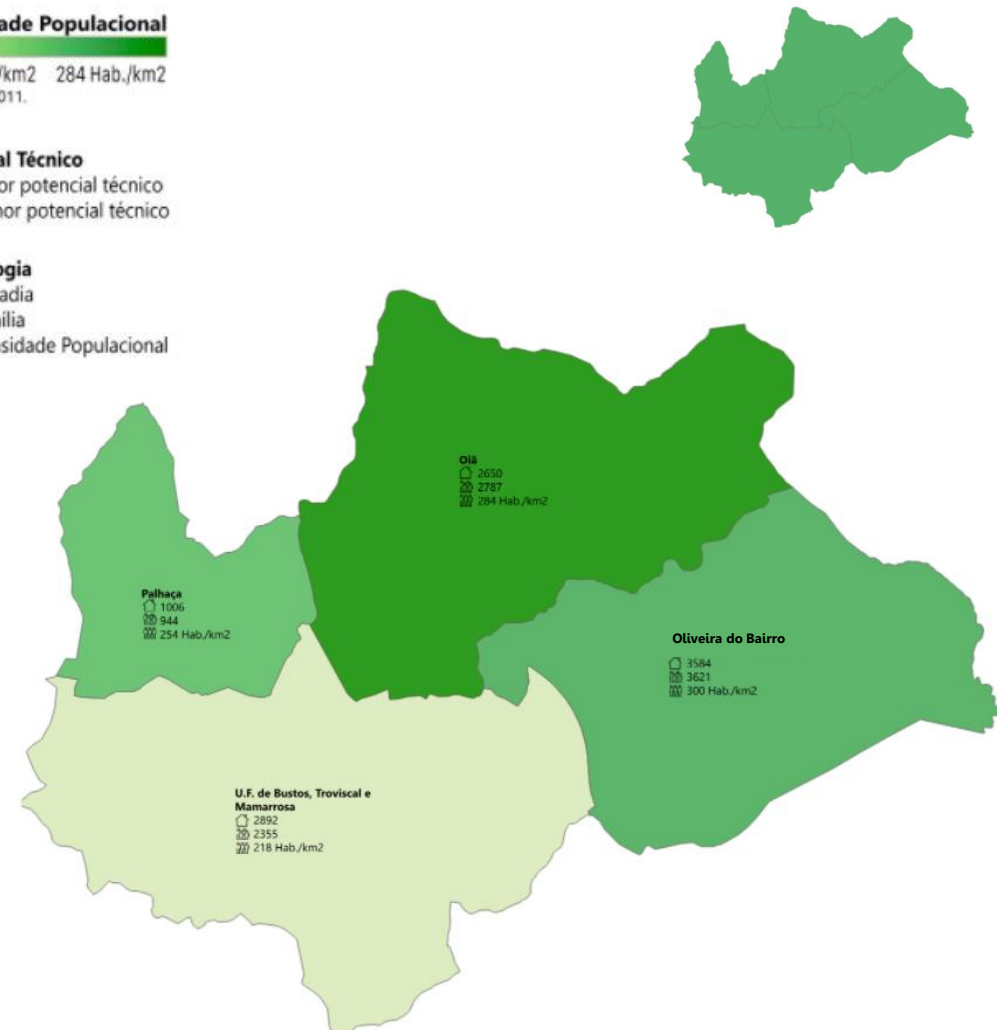 ade Populacional
/km2 284 Hab./km2
011.
al Técnico
or potencial técnico
nor potencial técnico
ogia
adia
ília
sidade Populacional
Oiã
2650
2787
284 Hab./km2
Palhaça
1006
944
254 Hab./km2
Oliveira do Bairro
3584
3621
300 Hab./km2
U.F. de Bustos, Troviscal e
Mamarrosa
2892
2355
218 Hab./km2